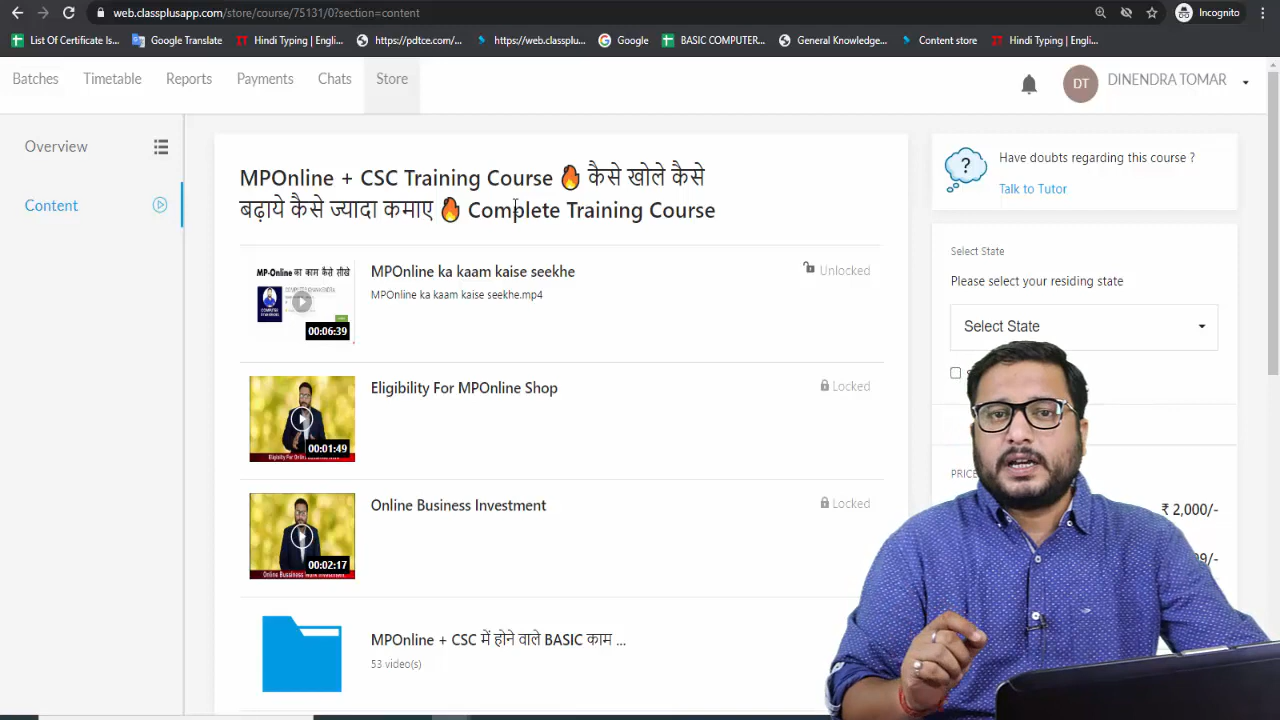 web.classplusapp.com/store/course/75131/0?section=content
Incognito
List Of Certificate Is...
Google Translate
Hindi Typing | Engli...
https://pdtce.com/...
https://web.classplu...
Google
BASIC COMPUTER...
General Knowledge...
Content store
Hindi Typing | Engli...
Batches
Timetable
Reports
Payments
Chats
Store
DT
DINENDRA TOMAR
Overview
Content
MPOnline + CSC Training Course 🔥 कैसे खोले कैसे
बढ़ाये कैसे ज्यादा कमाए 🔥 Complete Training Course
MP-Online का काम कैसे सीखे
00:06:39
MPOnline ka kaam kaise seekhe
MPOnline ka kaam kaise seekhe.mp4
Unlocked
00:01:49
Eligibility For MPOnline Shop
Locked
00:02:17
Online Business Investment
Locked
MPOnline + CSC में होने वाले BASIC काम ...
53 video(s)
?
Have doubts regarding this course ?
Talk to Tutor
Select State
Please select your residing state
Select State
₹ 2,000/-